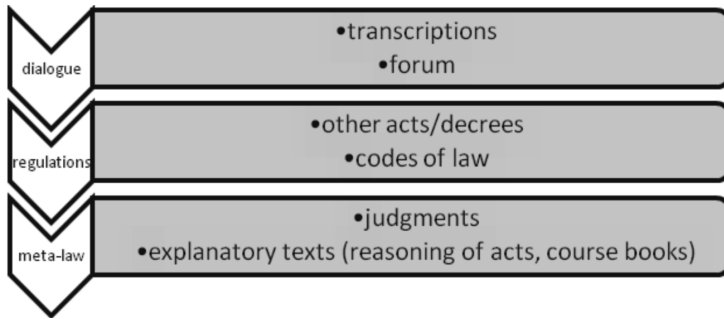 dialogue
•transcriptions
•forum
regulations
•other acts/decrees
•codes of law
meta-law
•judgments
•explanatory texts (reasoning of acts, course books)